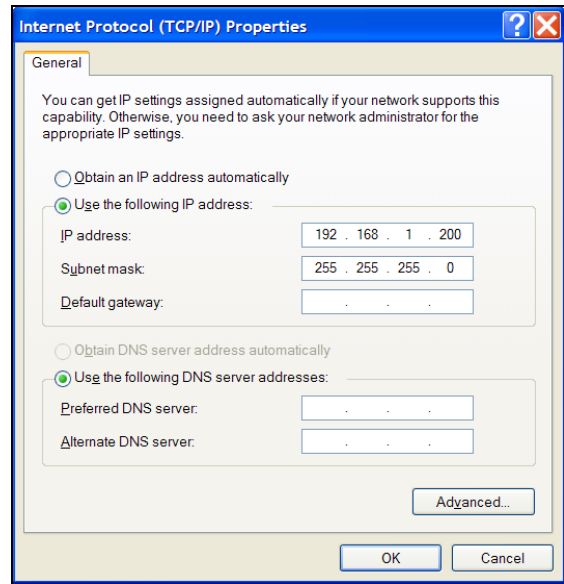 Internet Protocol (TCP/IP) Properties
General
You can get IP settings assigned automatically if your network supports this
capability. Otherwise, you need to ask your network administrator for the
appropriate IP settings.
Obtain an IP address automatically
Use the following IP address:
IP address: 192 . 168 . 1 . 200
Subnet mask: 255 . 255 . 255 . 0
Default gateway: . . .
Obtain DNS server address automatically
Use the following DNS server addresses:
Preferred DNS server: . . .
Alternate DNS server: . . .
Advanced...
OK Cancel